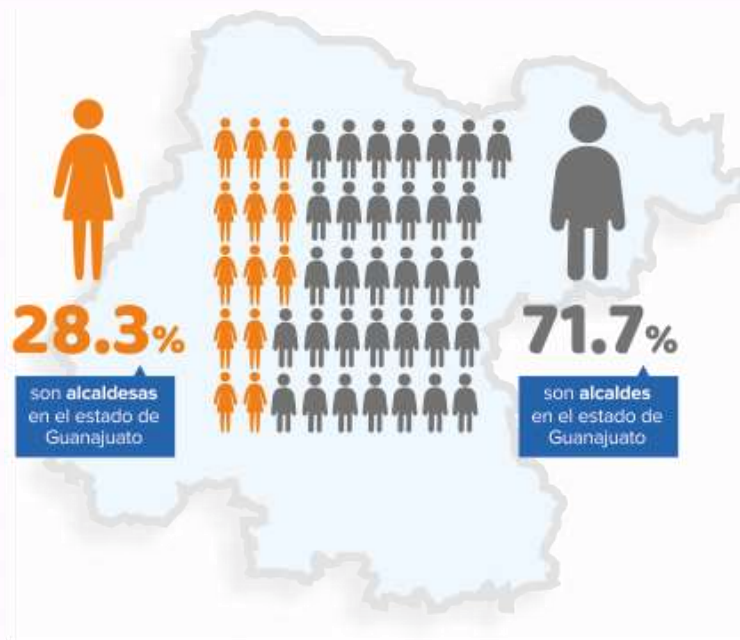 28.3%
son alcaldesas
en el estado de
Guanajuato
71.7%
son alcaldes
en el estado de
Guanajuato